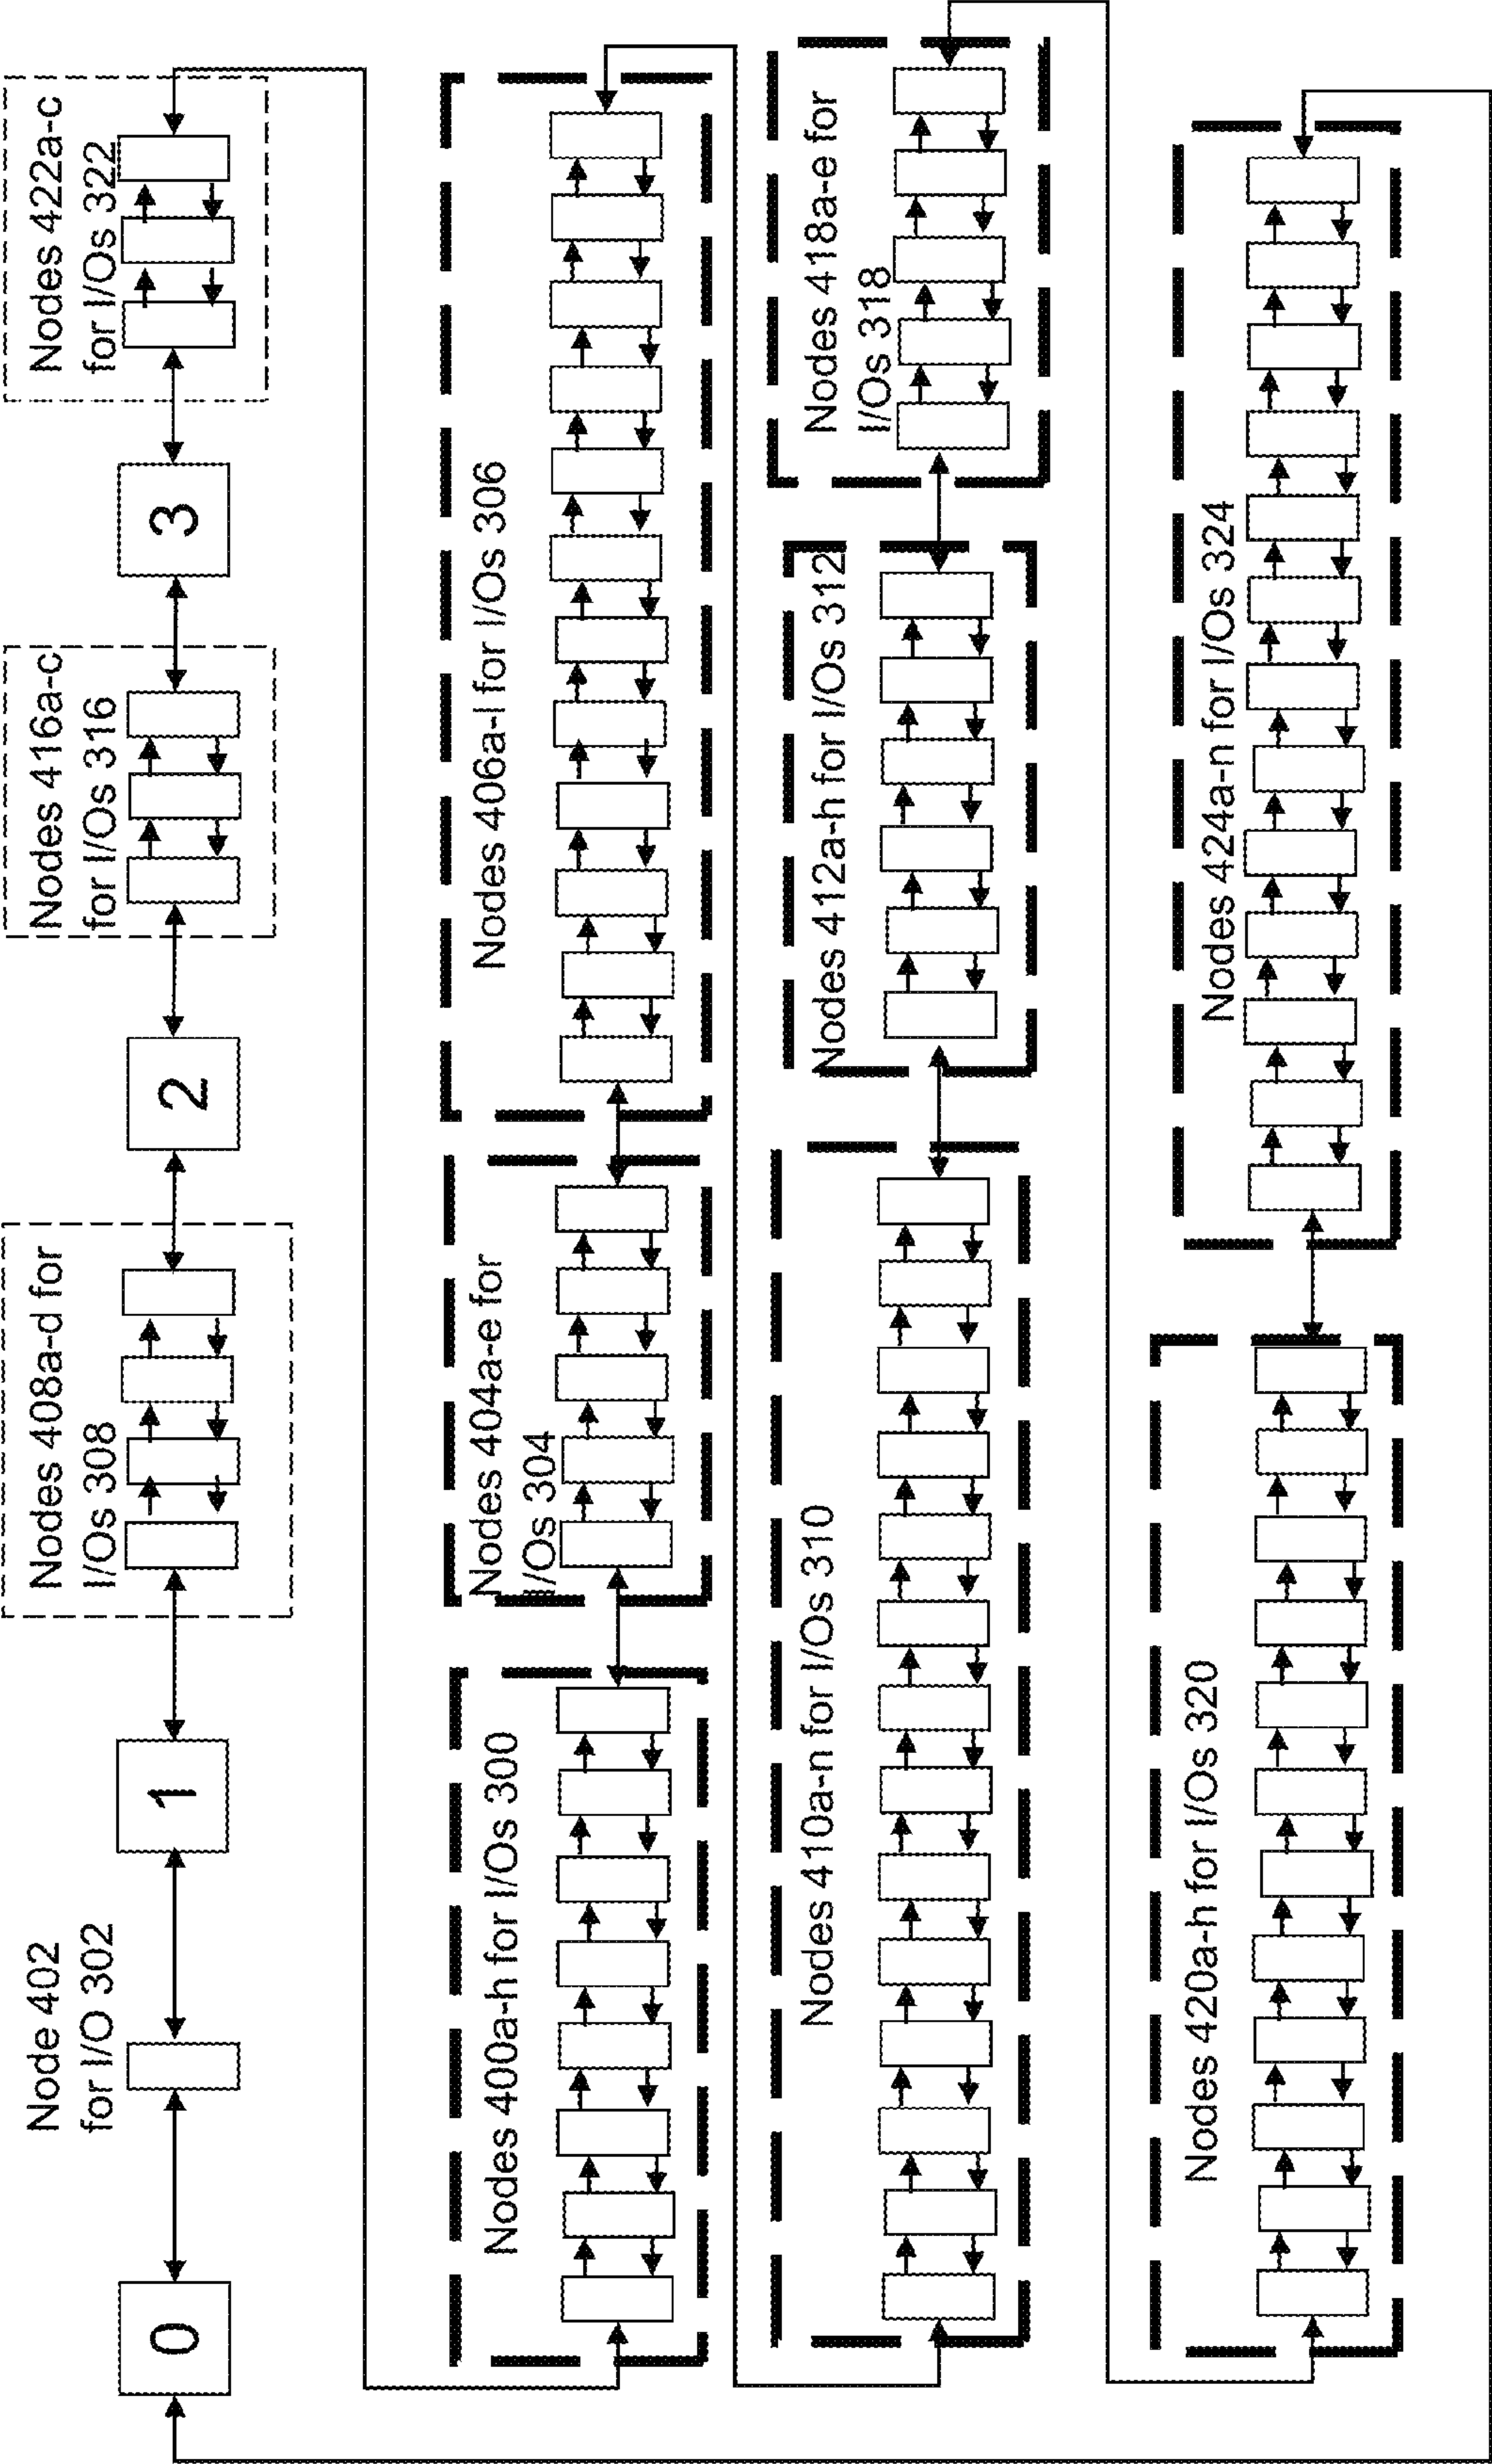 0
Node 402
for I/O 302
1
Nodes 408a-d for
I/Os 308
2
Nodes 416a-c
for I/Os 316
3
Nodes 422a-c
for I/Os 322
Nodes 400a-h for I/Os 300
Nodes 404a-e for
I/Os 304
Nodes 406a-l for I/Os 306
Nodes 410a-n for I/Os 310
Nodes 412a-h for I/Os 312
Nodes 418a-e for
I/Os 318
Nodes 420a-h for I/Os 320
Nodes 424a-n for I/Os 324